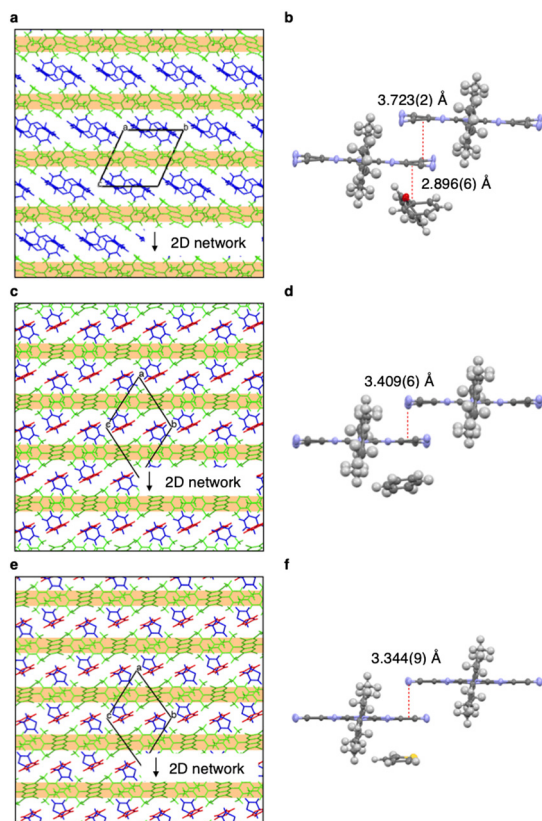 a
b
a
b
3.723(2) Å
2.896(6) Å
2D network
c
d
a
c
b
3.409(6) Å
2D network
e
f
a
c
b
3.344(9) Å
2D network